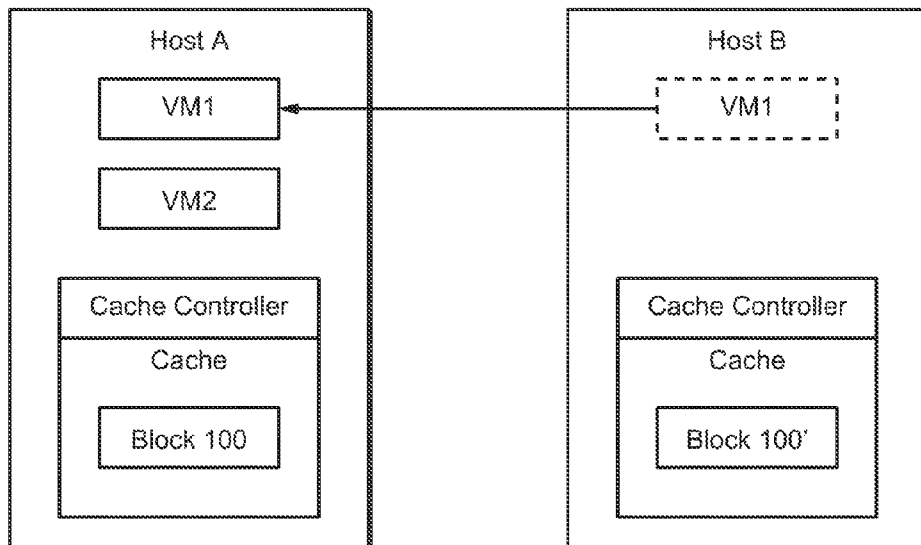 Host A
VM1
VM2
Cache Controller
Cache
Block 100
Host B
VM1
Cache Controller
Cache
Block 100'